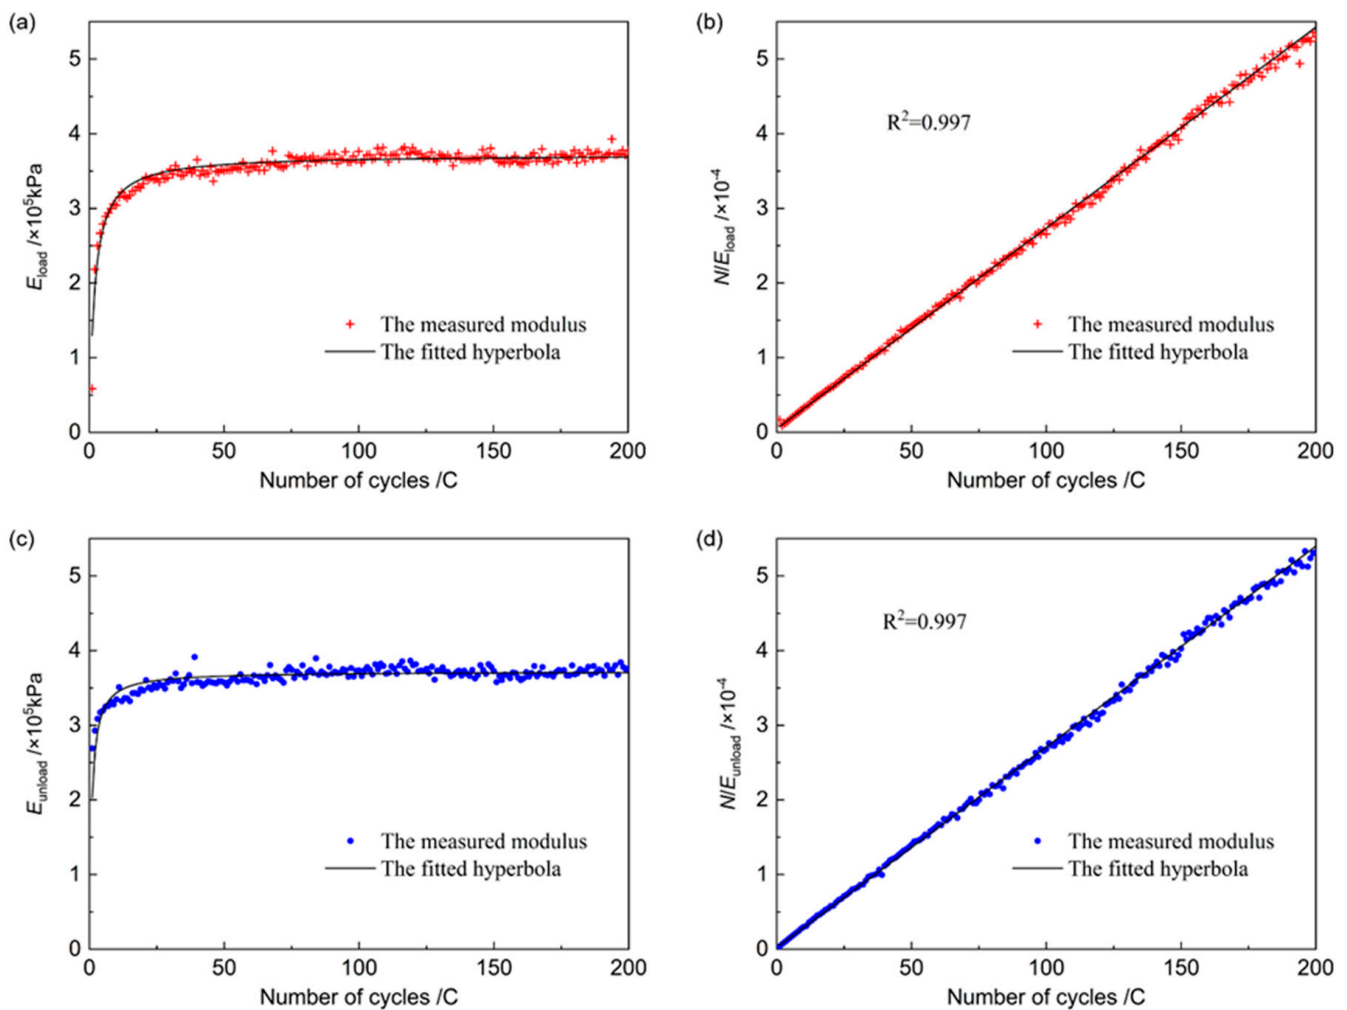 (a)
5
4
3
2
1
0
E_load /×10^5kPa
The measured modulus
The fitted hyperbola
0 50 100 150 200
Number of cycles /C
(b)
5
4
3
2
1
0
N/E_load /×10^-4
R^2=0.997
The measured modulus
The fitted hyperbola
0 50 100 150 200
Number of cycles /C
(c)
5
4
3
2
1
0
E_unload /×10^5kPa
The measured modulus
The fitted hyperbola
0 50 100 150 200
Number of cycles /C
(d)
5
4
3
2
1
0
N/E_unload /×10^-4
R^2=0.997
The measured modulus
The fitted hyperbola
0 50 100 150 200
Number of cycles /C